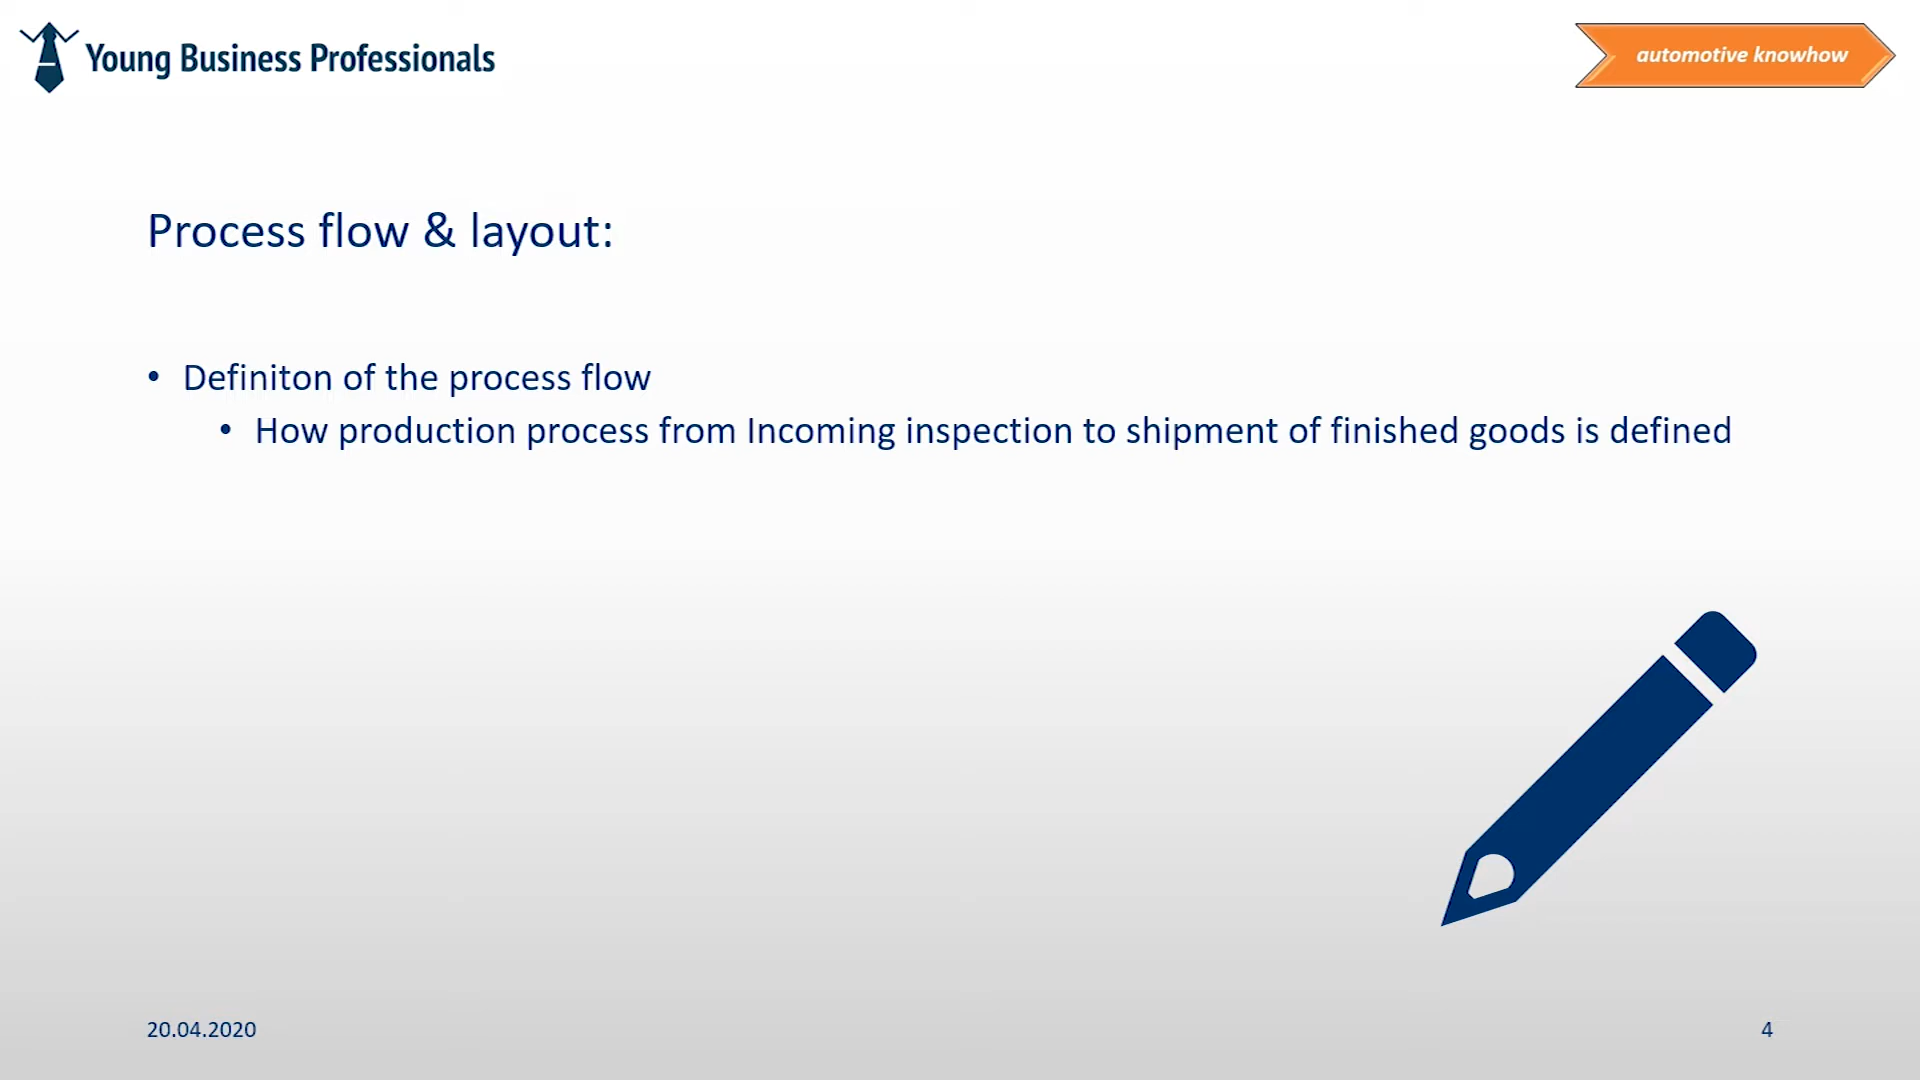 Young Business Professionals
automotive knowhow
Process flow & layout:
• Definiton of the process flow
• How production process from Incoming inspection to shipment of finished goods is defined
20.04.2020
4